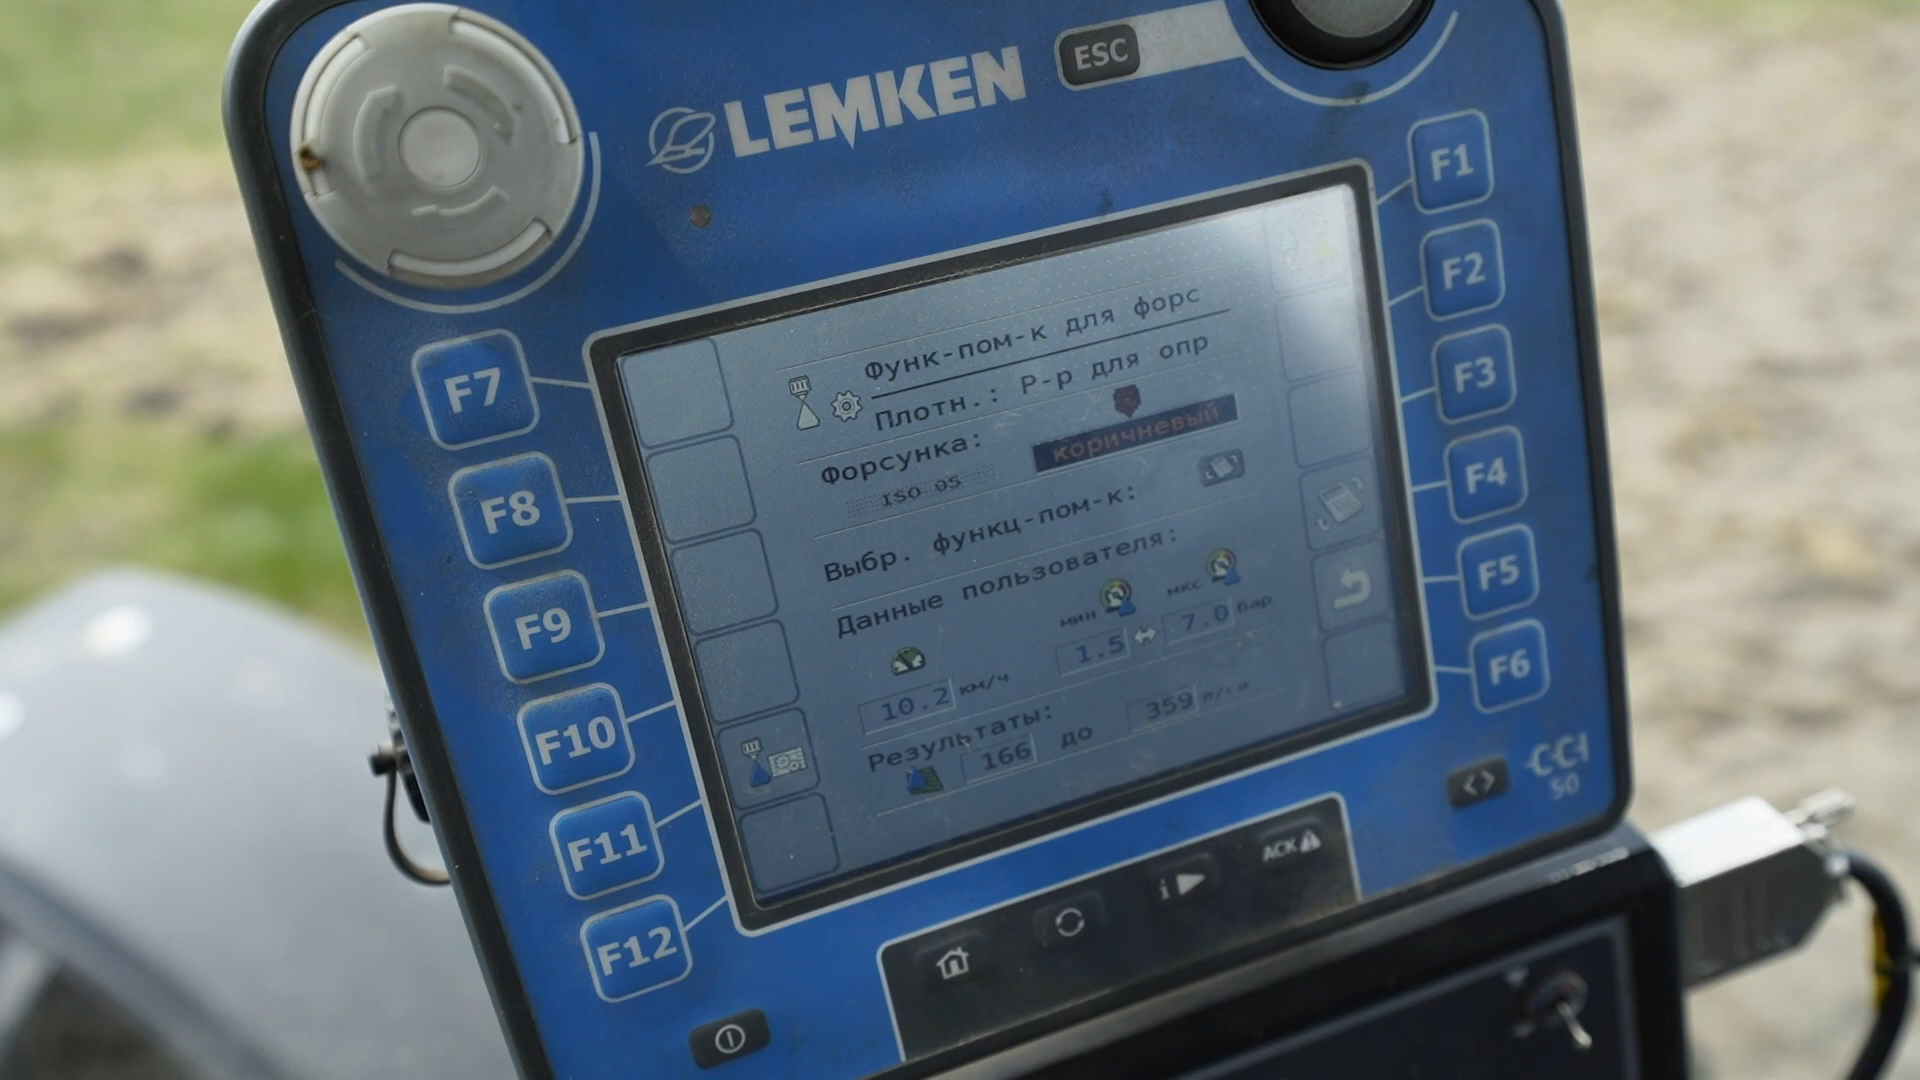 LEMKEN
ESC
F1
F2
F3
F4
F5
F6
F7
F8
F9
F10
F11
F12
Функ-пом-к для форс
Плотн.: Р-р для опр
Форсунка: коричневый
ISO 05
Выбр. функц-пом-к:
Данные пользователя:
мин мкс
10.2 км/ч 1.5 7.0 бар
Результаты:
166 до 359
CCI
50
i
ACK